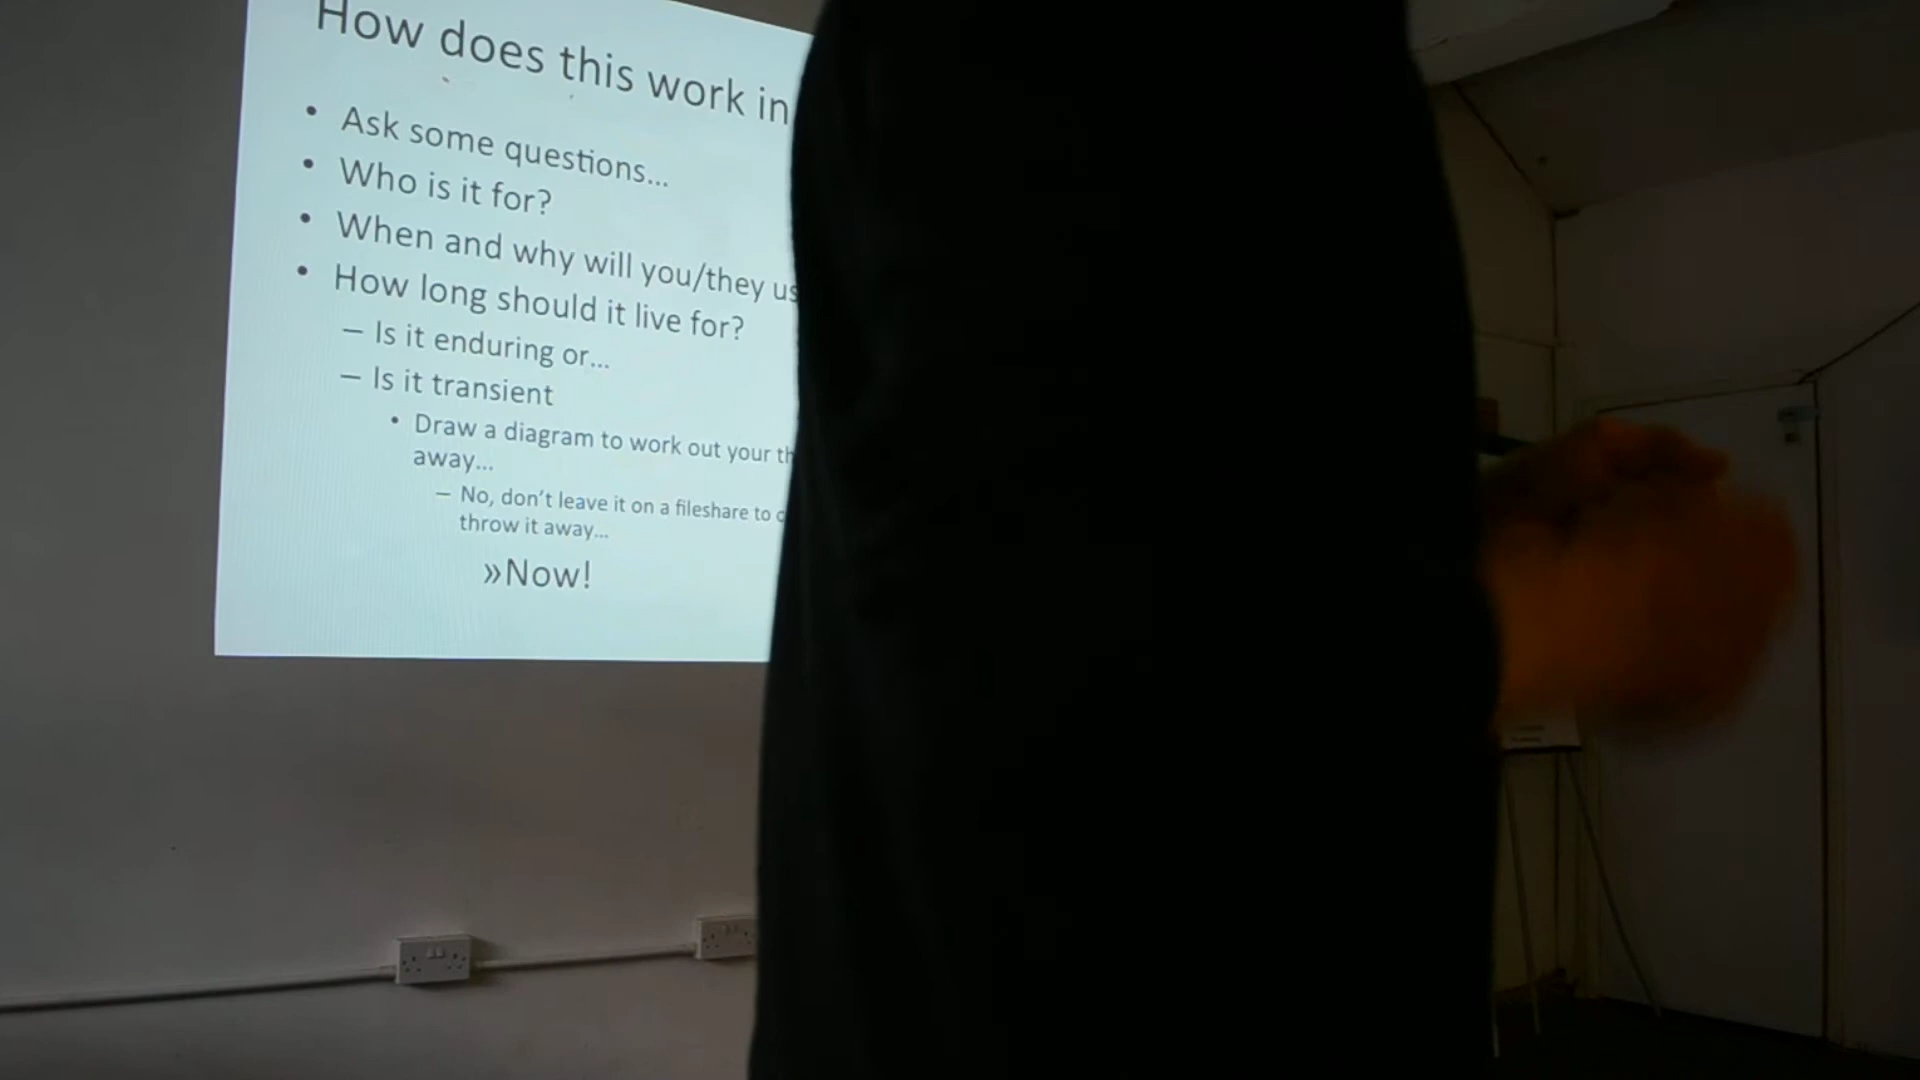 How does this work in
• Ask some questions...
• Who is it for?
• When and why will you/they
• How long should it live for?
– Is it enduring or...
– Is it transient
• Draw a diagram to work out your
away...
– No, don't leave it on a fileshare to
throw it away...
»Now!